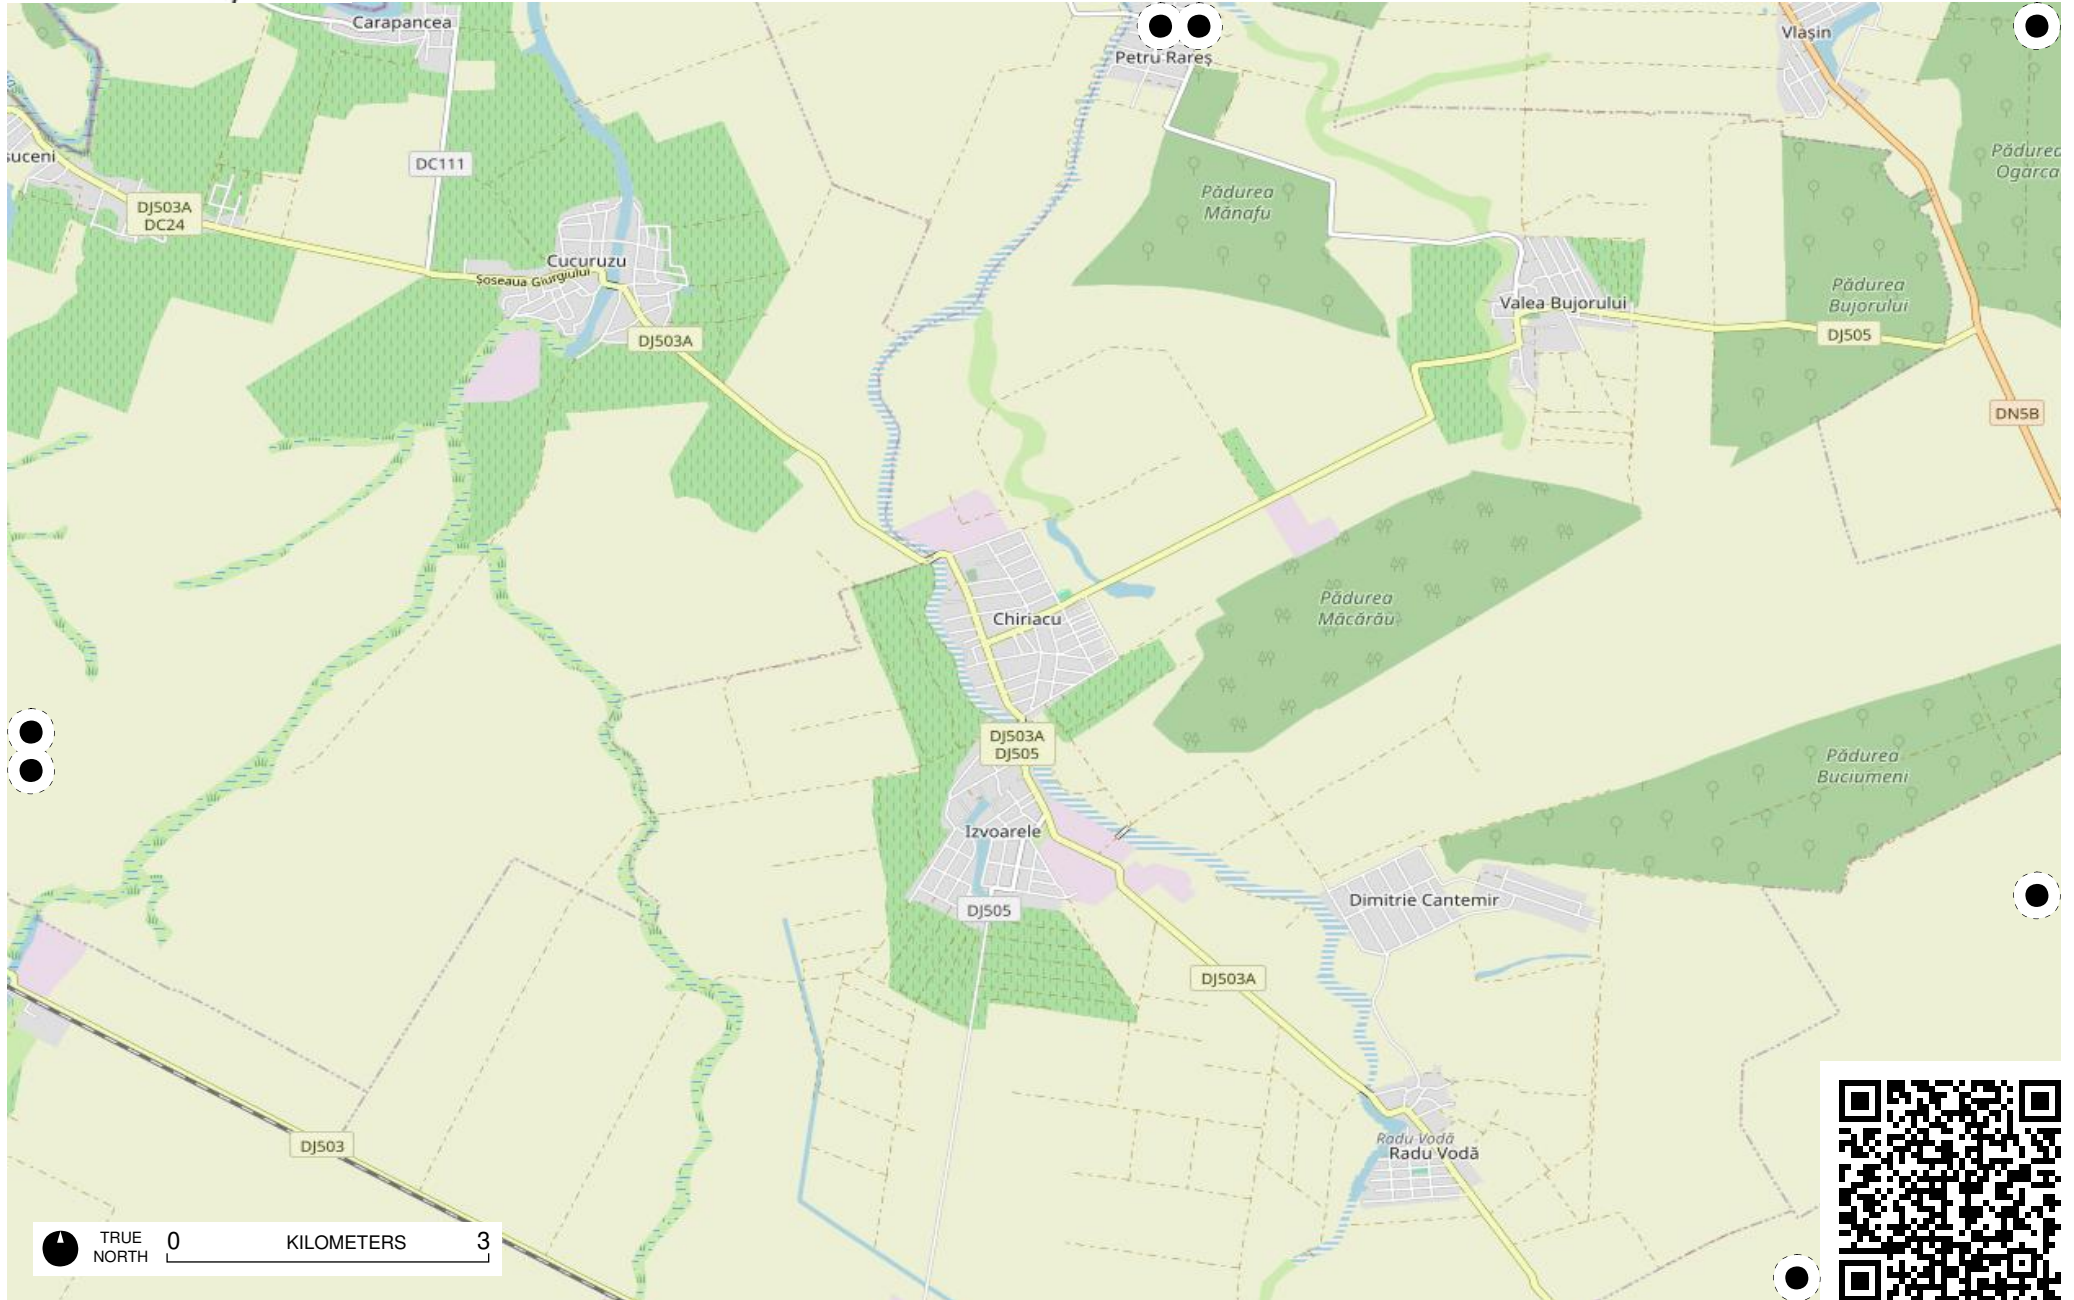 Carapancea
Petru Rareș
Vlașin
suceni
DC111
DJ503A
DC24
Pădurea
Ogarca
Pădurea
Mănafu
Cucuruzu
Șoseaua Giurgiului
DJ503A
Valea Bujorului
Pădurea
Bujorului
DJ505
DN5B
Chiriacu
Pădurea
Măcărău
DJ503A
DJ505
Pădurea
Buciumeni
Izvoarele
DJ505
Dimitrie Cantemir
DJ503A
DJ503
Radu Vodă
Radu Vodă
TRUE
NORTH
0 KILOMETERS 3